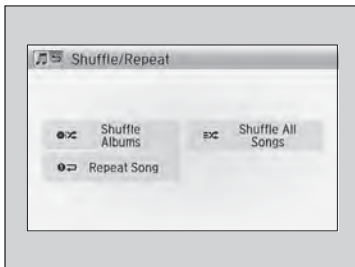 Shuffle/Repeat
Shuffle
Albums
Shuffle All
Songs
Repeat Song